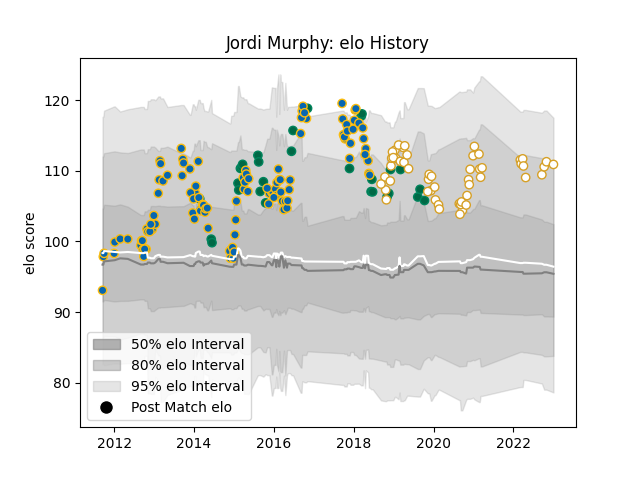 Jordi Murphy: elo History
elo score
120
110
100
90
80
50% elo Interval
80% elo Interval
95% elo Interval
Post Match elo
2012 2014 2016 2018 2020 2022